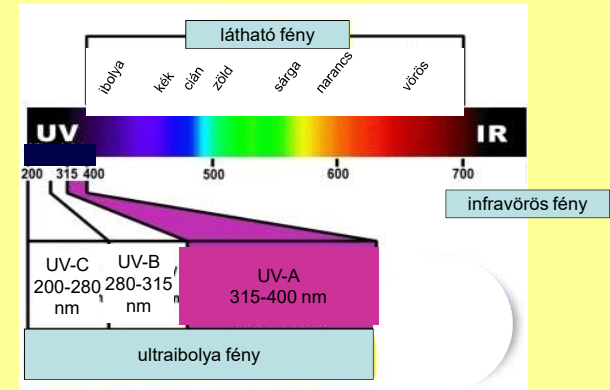 látható fény
ibolya kék cián zöld sárga narancs vörös
UV IR
200 315 400 500 600 700
infravörös fény
UV-C
200-280
nm
UV-B
280-315
nm
UV-A
315-400 nm
ultraibolya fény